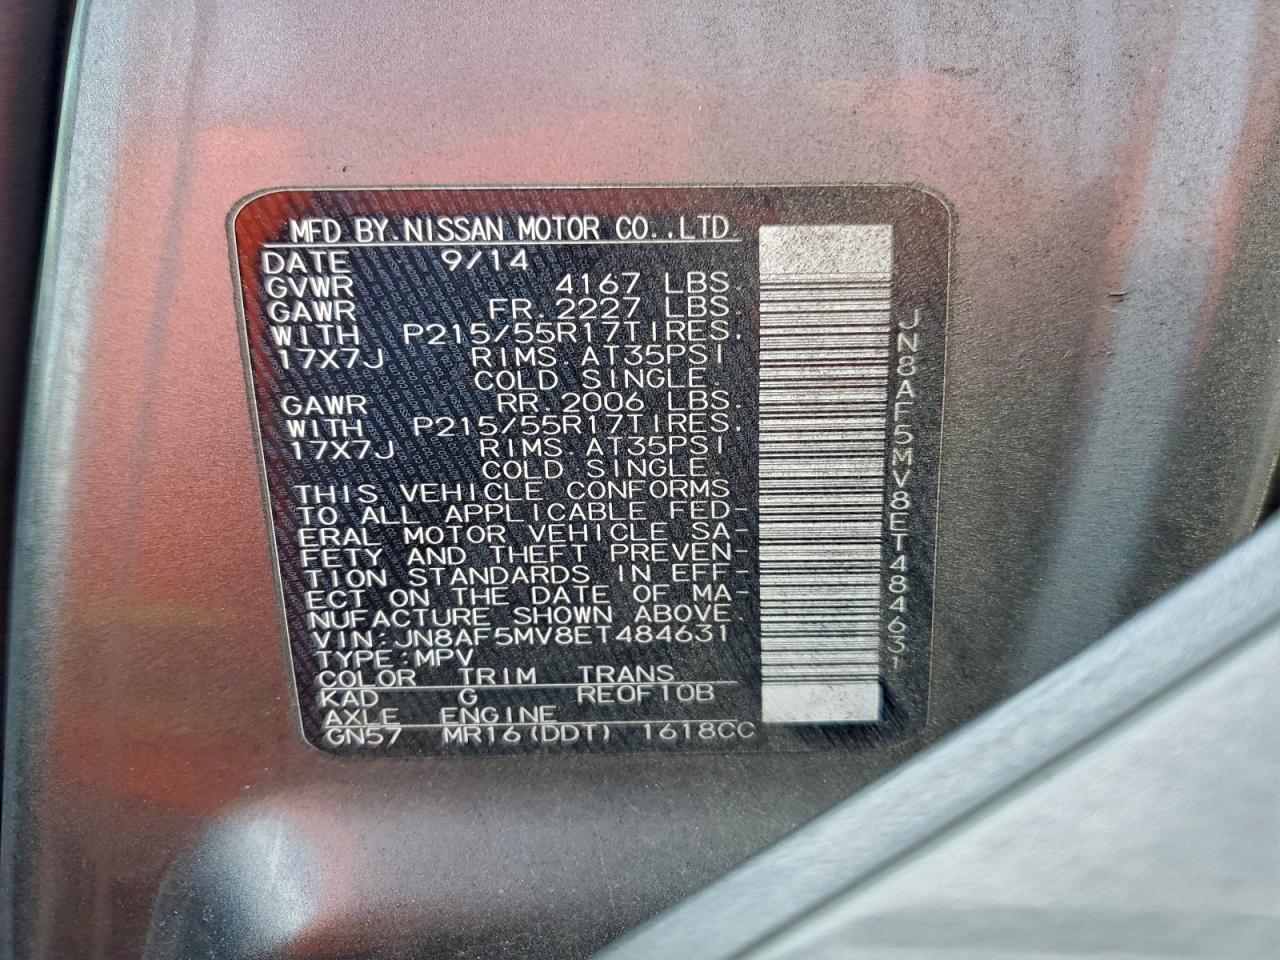 MFD BY.NISSAN MOTOR CO.,LTD
DATE 9/14
GVWR 4167 LBS.
GAWR FR.2227 LBS.
WITH P215/55R17TIRES.
17X7J RIMS.AT35PSI
COLD SINGLE.
GAWR RR.2006 LBS.
WITH P215/55R17TIRES.
17X7J RIMS.AT35PSI
COLD SINGLE.
THIS VEHICLE CONFORMS
TO ALL APPLICABLE FED-
ERAL MOTOR VEHICLE SA-
FETY AND THEFT PREVEN-
TION STANDARDS IN EFF-
ECT ON THE DATE OF MA-
NUFACTURE SHOWN ABOVE.
VIN:JN8AF5MV8ET484631
TYPE:MPV
COLOR TRIM TRANS
KAD G RE0F10B
AXLE ENGINE
GN57 MR16(DDT) 1618CC
JN8AF5MV8ET484631